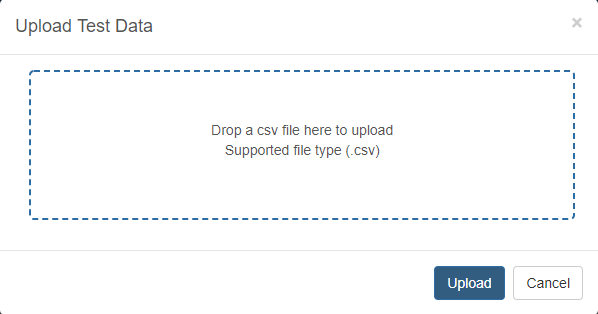 Upload Test Data
×
Drop a csv file here to upload
Supported file type (.csv)
Upload
Cancel